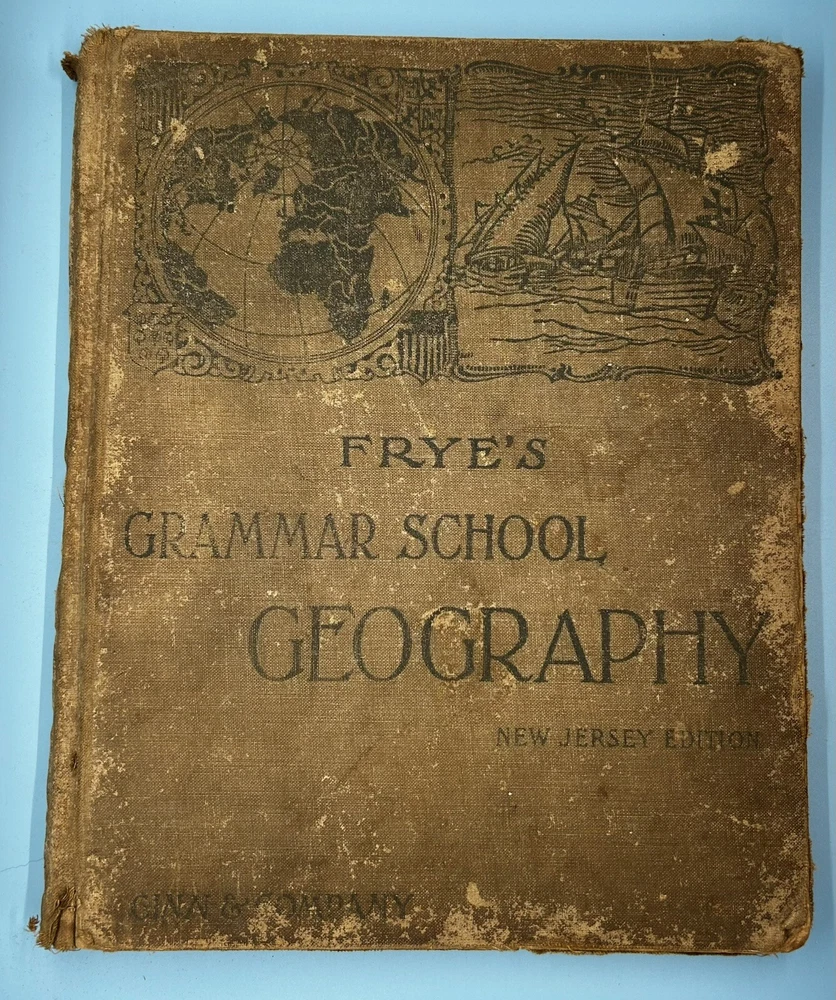 FRYE'S
GRAMMAR SCHOOL
GEOGRAPHY
NEW JERSEY EDITION
GINN & COMPANY